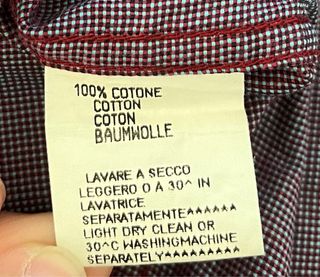 100% COTONE
COTTON
COTON
BAUMWOLLE
LAVARE A SECCO
LEGGERO O A 30^ IN
LAVATRICE
SEPARATAMENTE^^^^^^
LIGHT DRY CLEAN OR
30^C WASHINGMACHINE
SEPARATELY^^^^^^^^^